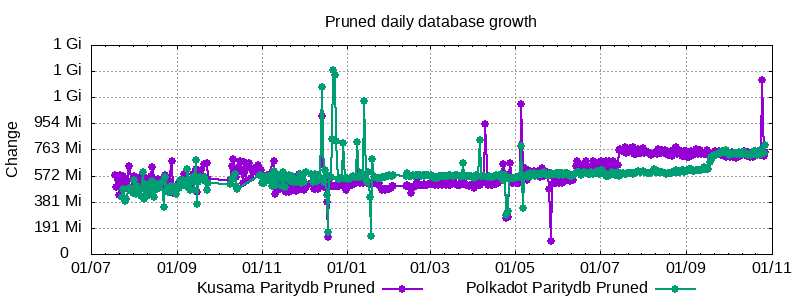 Pruned daily database growth
1 Gi
1 Gi
1 Gi
954 Mi
763 Mi
572 Mi
381 Mi
191 Mi
0
Change
01/07 01/09 01/11 01/01 01/03 01/05 01/07 01/09 01/11
Kusama Paritydb Pruned Polkadot Paritydb Pruned